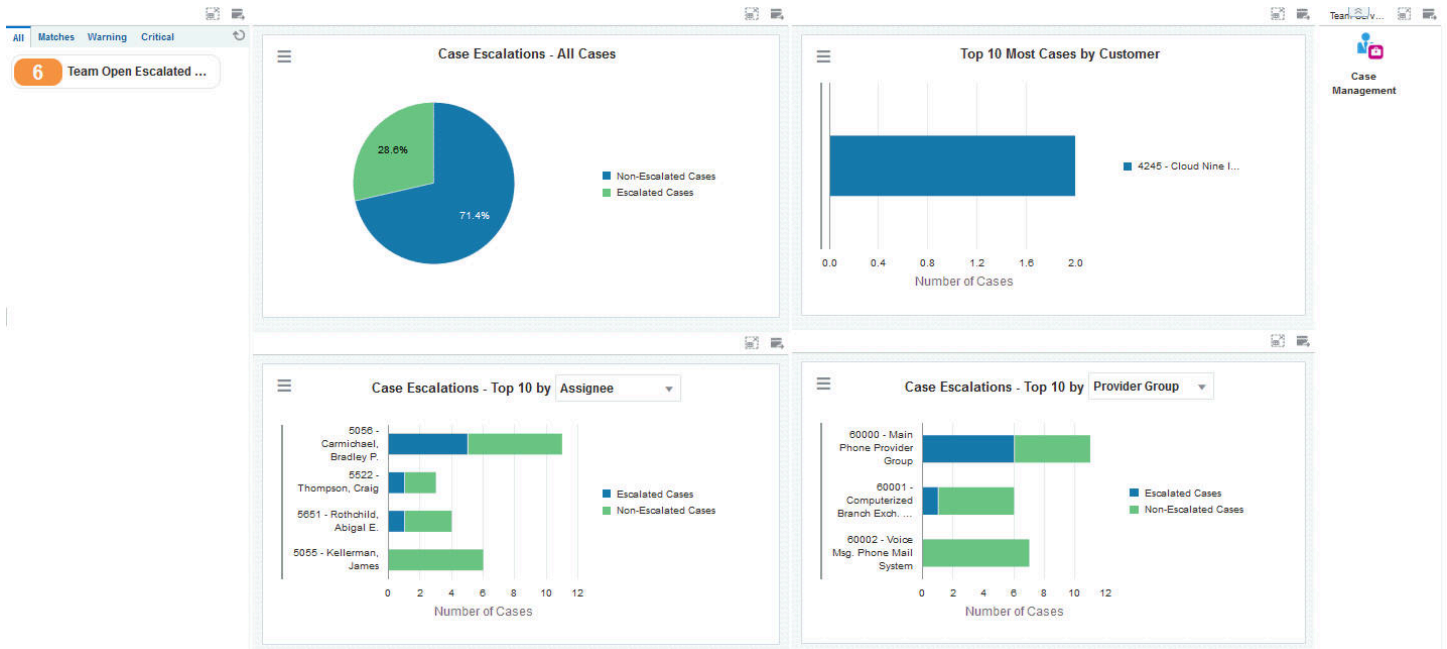 All Matches Warning Critical
6 Team Open Escalated ...
Case Escalations - All Cases
28.6%
71.4%
Non-Escalated Cases
Escalated Cases
Top 10 Most Cases by Customer
4245 - Cloud Nine I...
0.0 0.4 0.8 1.2 1.6 2.0
Number of Cases
Case
Management
Case Escalations - Top 10 by Assignee
5056 -
Carmichael,
Bradley P.
5522 -
Thompson, Craig
5651 - Rothchild,
Abigal E.
5055 - Kellerman,
James
Escalated Cases
Non-Escalated Cases
0 2 4 6 8 10 12
Number of Cases
Case Escalations - Top 10 by Provider Group
60000 - Main
Phone Provider
Group
60001 -
Computerized
Branch Exch. ...
60002 - Voice
Msg. Phone Mail
System
Escalated Cases
Non-Escalated Cases
0 2 4 6 8 10 12
Number of Cases